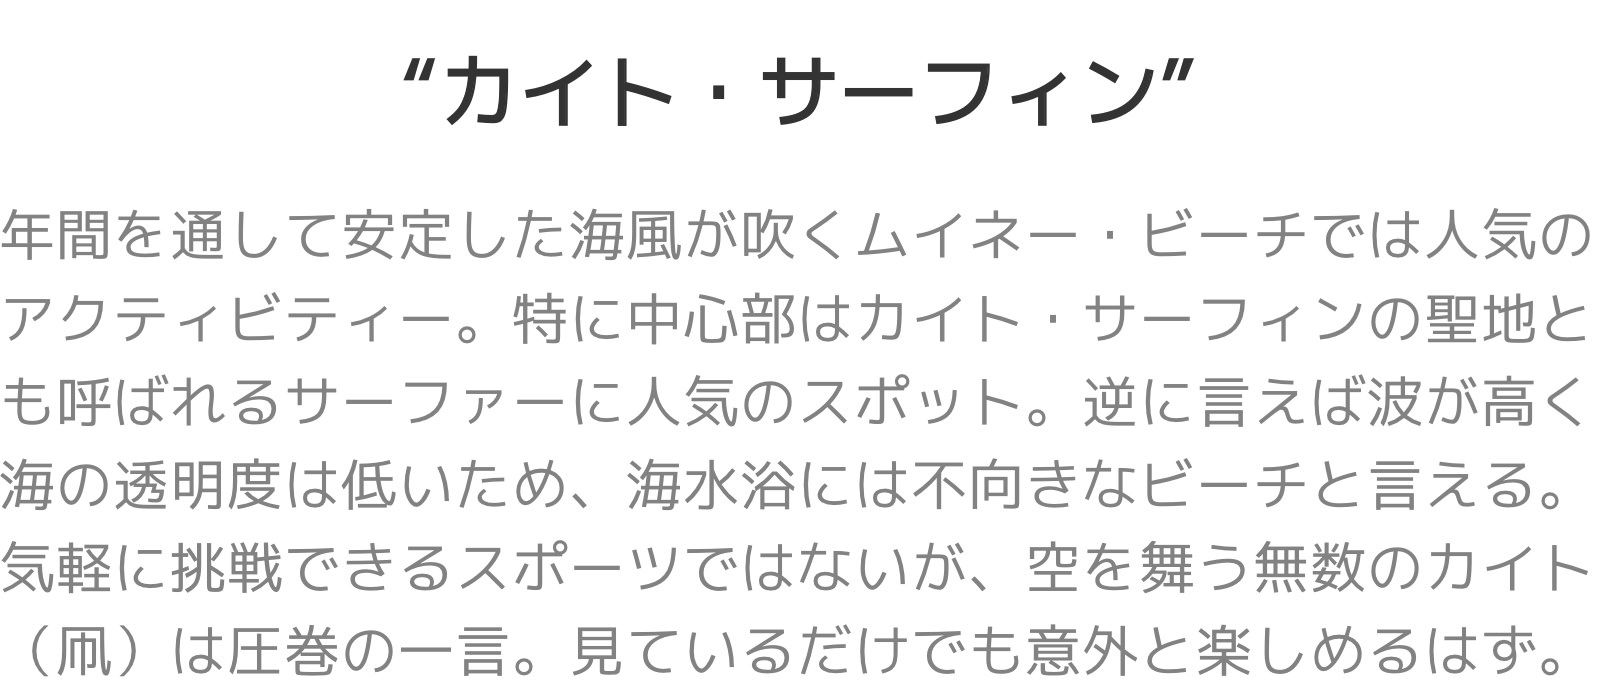 “カイト・サーフィン”
年間を通して安定した海風が吹くムイネー・ビーチでは人気の
アクティビティー。特に中心部はカイト・サーフィンの聖地と
も呼ばれるサーファーに人気のスポット。逆に言えば波が高く
海の透明度は低いため、海水浴には不向きなビーチと言える。
気軽に挑戦できるスポーツではないが、空を舞う無数のカイト
（凧）は圧巻の一言。見ているだけでも意外と楽しめるはず。